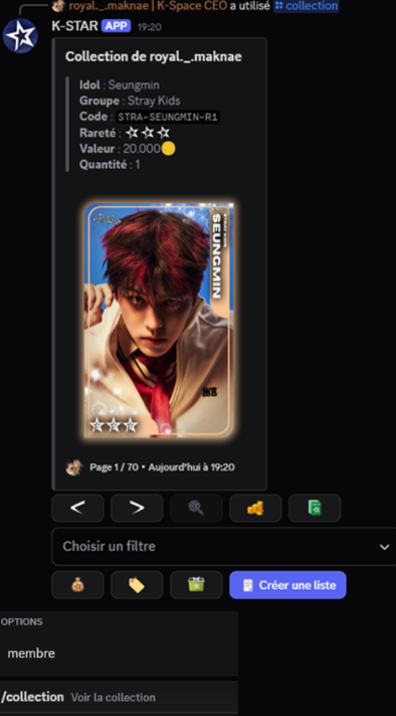 royal._.maknae | K-Space CEO a utilisé collection
K-STAR APP 19:20
Collection de royal._.maknae
Idol : Seungmin
Groupe : Stray Kids
Code : STRA-SEUNGMIN-R1
Rareté :
Valeur : 20.000
Quantité : 1
STRAY KIDS
SEUNGMIN
Page 1 / 70 • Aujourd'hui à 19:20
Choisir un filtre
Créer une liste
OPTIONS
membre
/collection Voir la collection